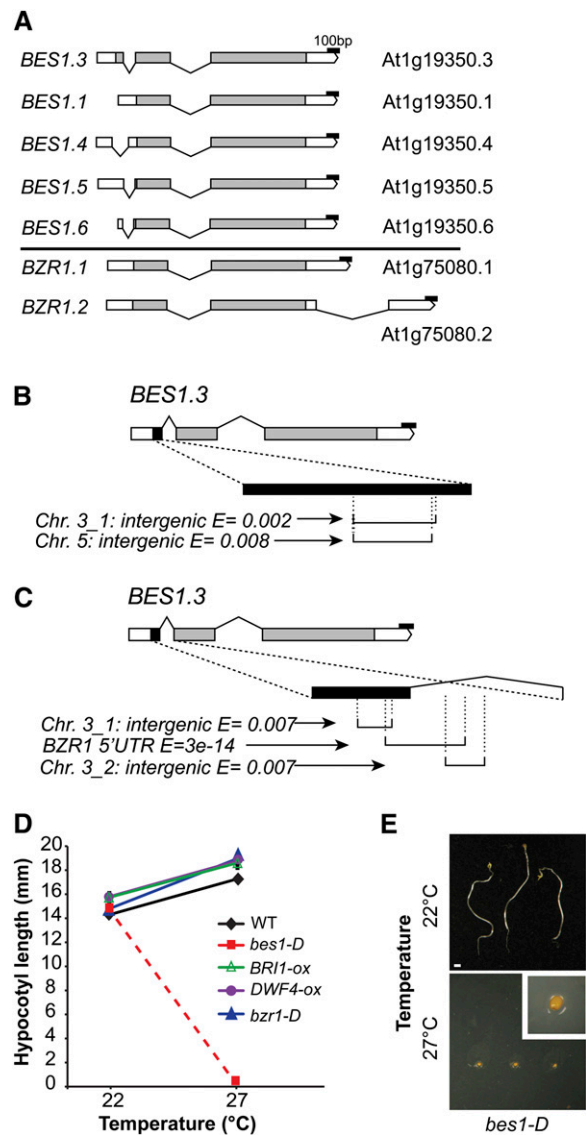 A
100bp
BES1.3 At1g19350.3
BES1.1 At1g19350.1
BES1.4 At1g19350.4
BES1.5 At1g19350.5
BES1.6 At1g19350.6
BZR1.1 At1g75080.1
BZR1.2
At1g75080.2
B
BES1.3
Chr. 3_1: intergenic E= 0.002
Chr. 5: intergenic E= 0.008
C
BES1.3
Chr. 3_1: intergenic E= 0.007
BZR1 5'UTR E=3e-14
Chr. 3_2: intergenic E= 0.007
D
Hypocotyl length (mm)
20
18
16
14
12
10
8
6
4
2
0
WT
bes1-D
BRI1-ox
DWF4-ox
bzr1-D
22 27
Temperature (°C)
E
Temperature
22°C
27°C
bes1-D